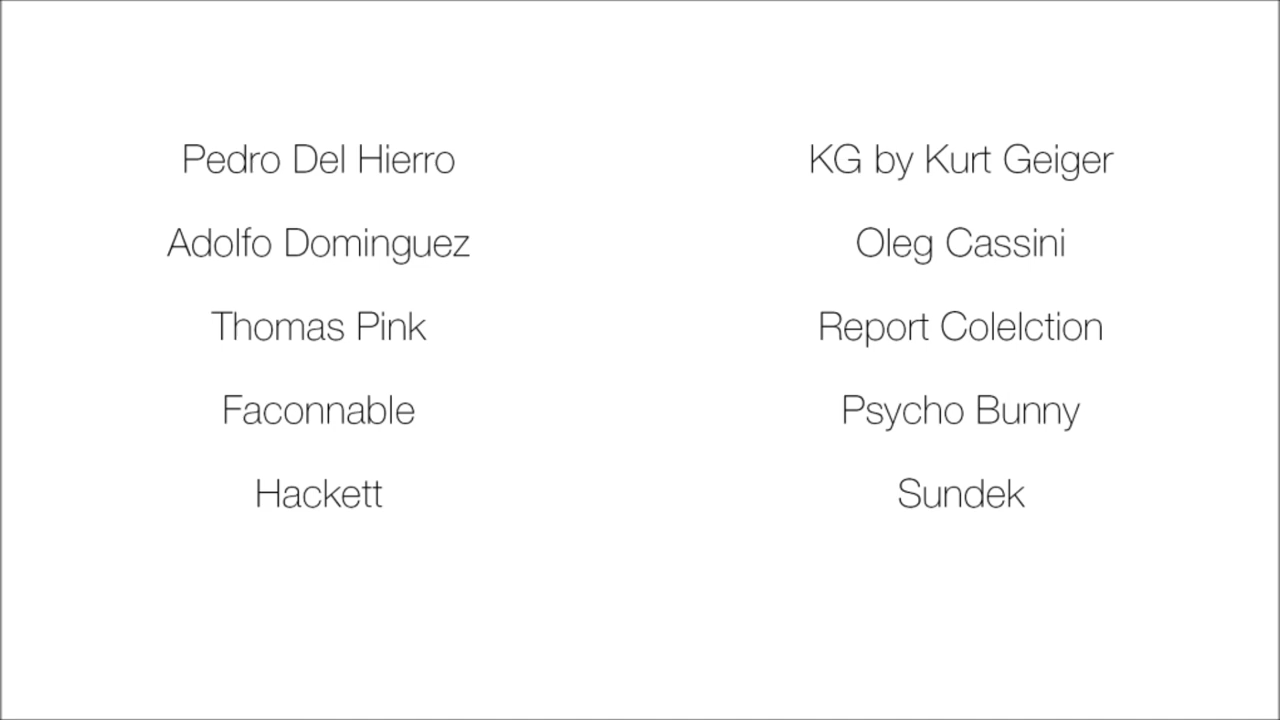 Pedro Del Hierro
Adolfo Dominguez
Thomas Pink
Faconnable
Hackett
KG by Kurt Geiger
Oleg Cassini
Report Colelction
Psycho Bunny
Sundek